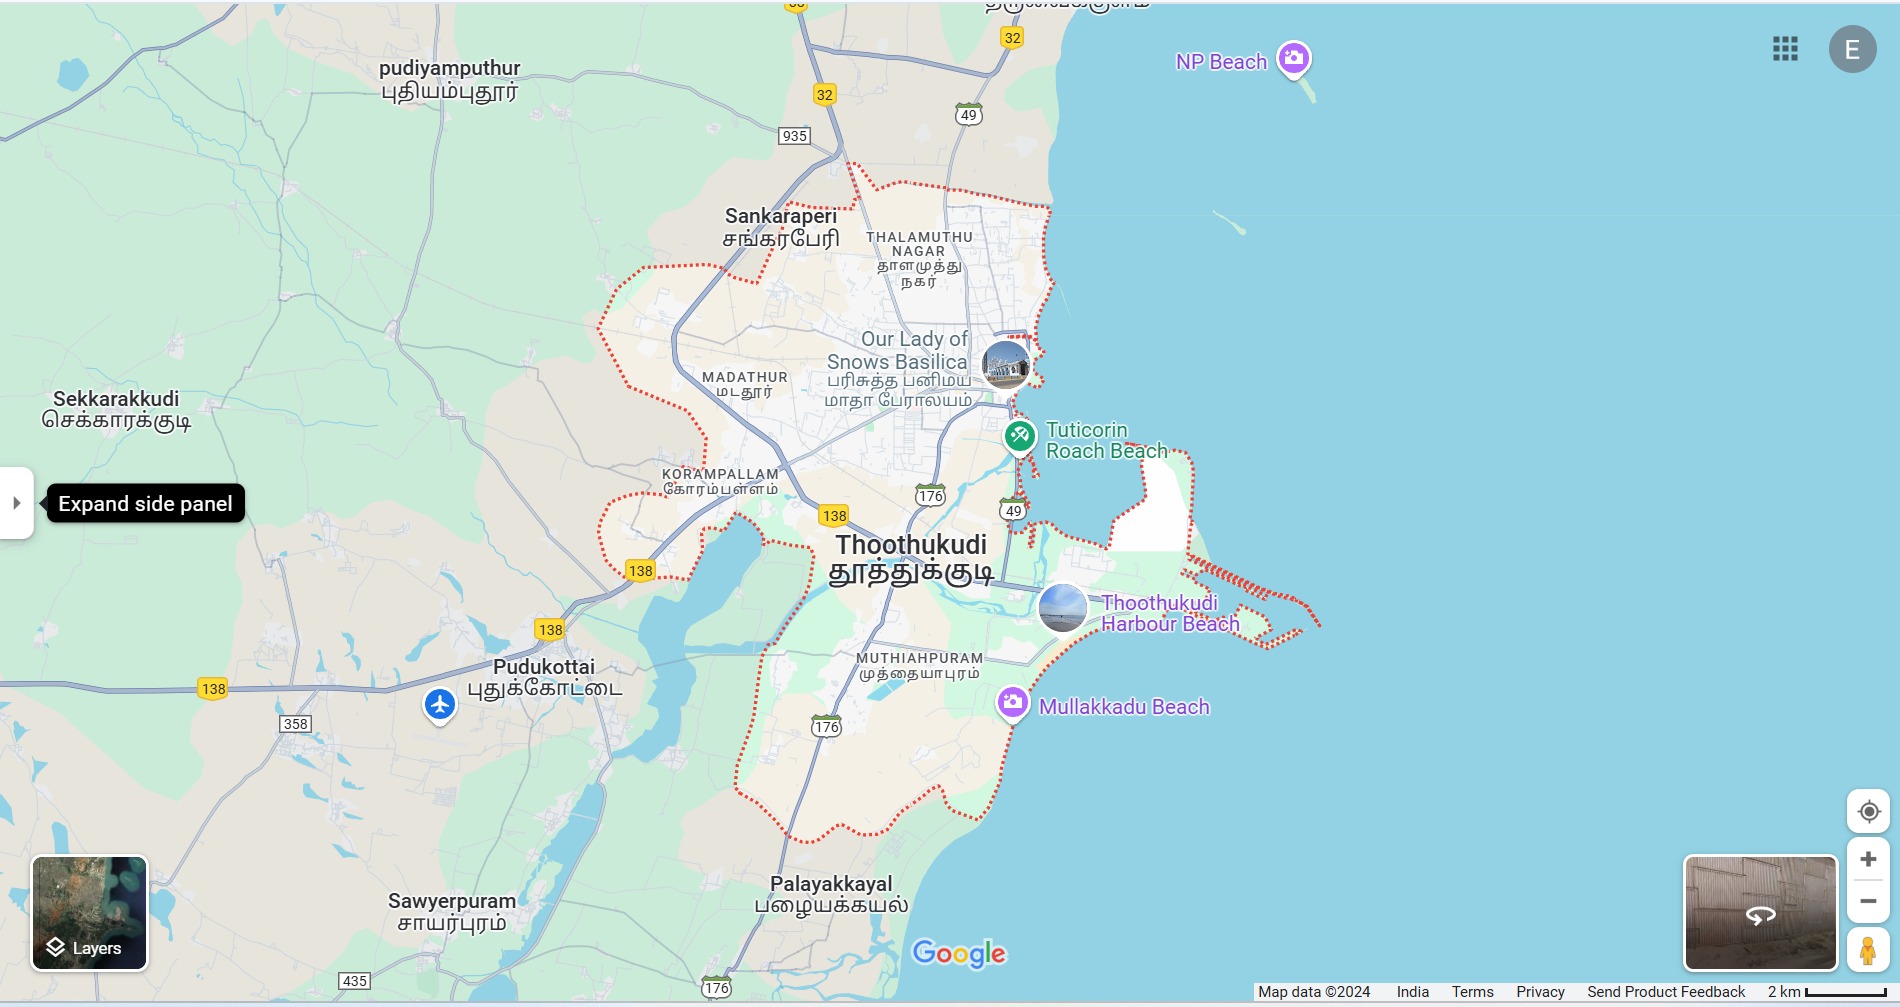 32
NP Beach
E
pudiyamputhur
புதியம்புதூர்
32
49
935
Sankaraperi
சங்கரபேரி
THALAMUTHU
NAGAR
தாளமுத்து
நகர்
Our Lady of
Snows Basilica
பரிசுத்த பனிமய
மாதா பேராலயம்
MADATHUR
மடதூர்
Sekkarakkudi
செக்காரக்குடி
Tuticorin
Roach Beach
KORAMPALLAM
கோரம்பள்ளம்
Expand side panel
176
49
138
Thoothukudi
தூத்துக்குடி
138
Thoothukudi
Harbour Beach
138
Pudukottai
புதுக்கோட்டை
MUTHIAHPURAM
முத்தையாபுரம்
138
358
Mullakkadu Beach
176
Palayakkayal
பழையக்கயல்
Sawyerpuram
சாயர்புரம்
Layers
Google
435
176
Map data ©2024 India Terms Privacy Send Product Feedback 2 km